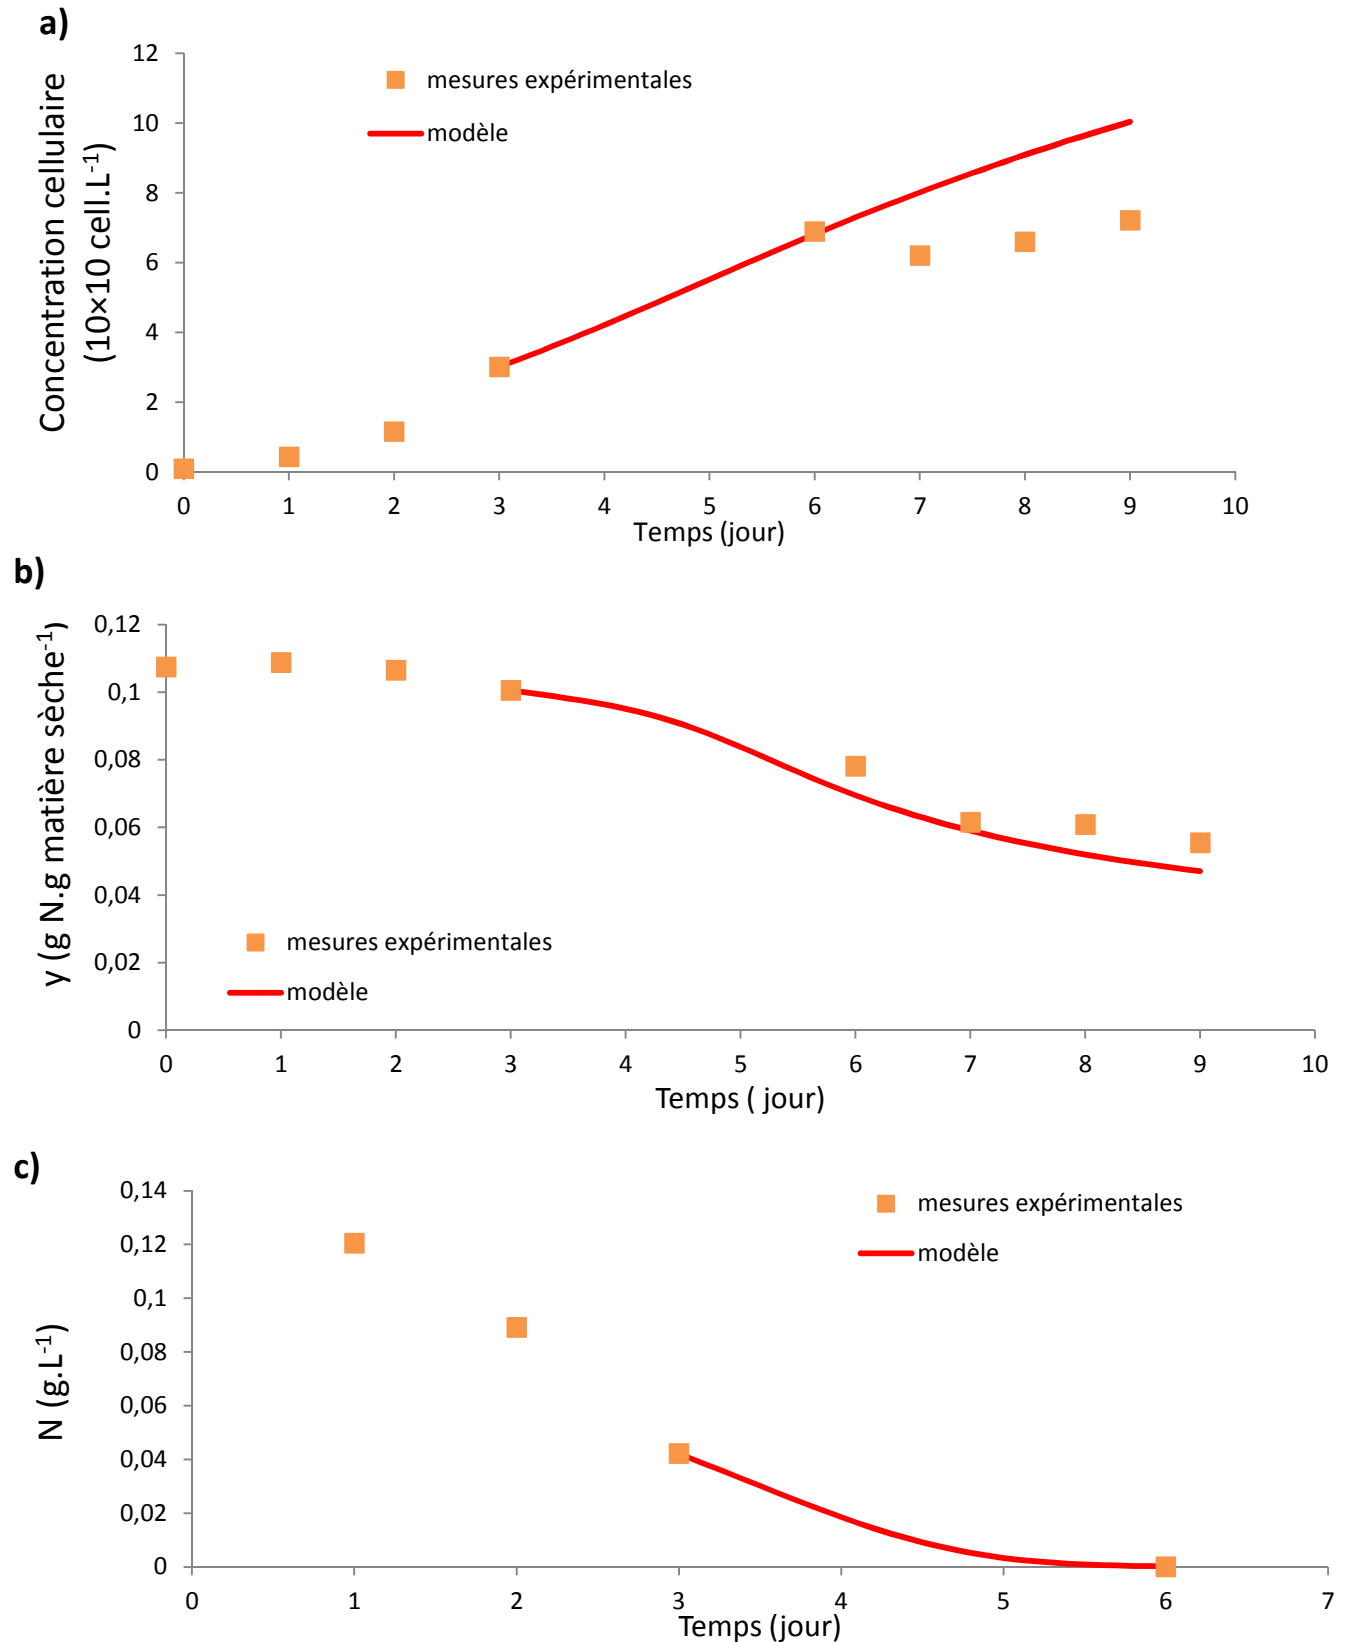 a)
Concentration cellulaire
(10×10 cell.L⁻¹)
12
10
8
6
4
2
0
mesures expérimentales
modèle
0 1 2 3 4 5 6 7 8 9 10
Temps (jour)
b)
y (g N.g matière sèche⁻¹)
0,12
0,1
0,08
0,06
0,04
0,02
0
mesures expérimentales
modèle
0 1 2 3 4 5 6 7 8 9 10
Temps ( jour)
c)
N (g.L⁻¹)
0,14
0,12
0,1
0,08
0,06
0,04
0,02
0
mesures expérimentales
modèle
0 1 2 3 4 5 6 7
Temps (jour)